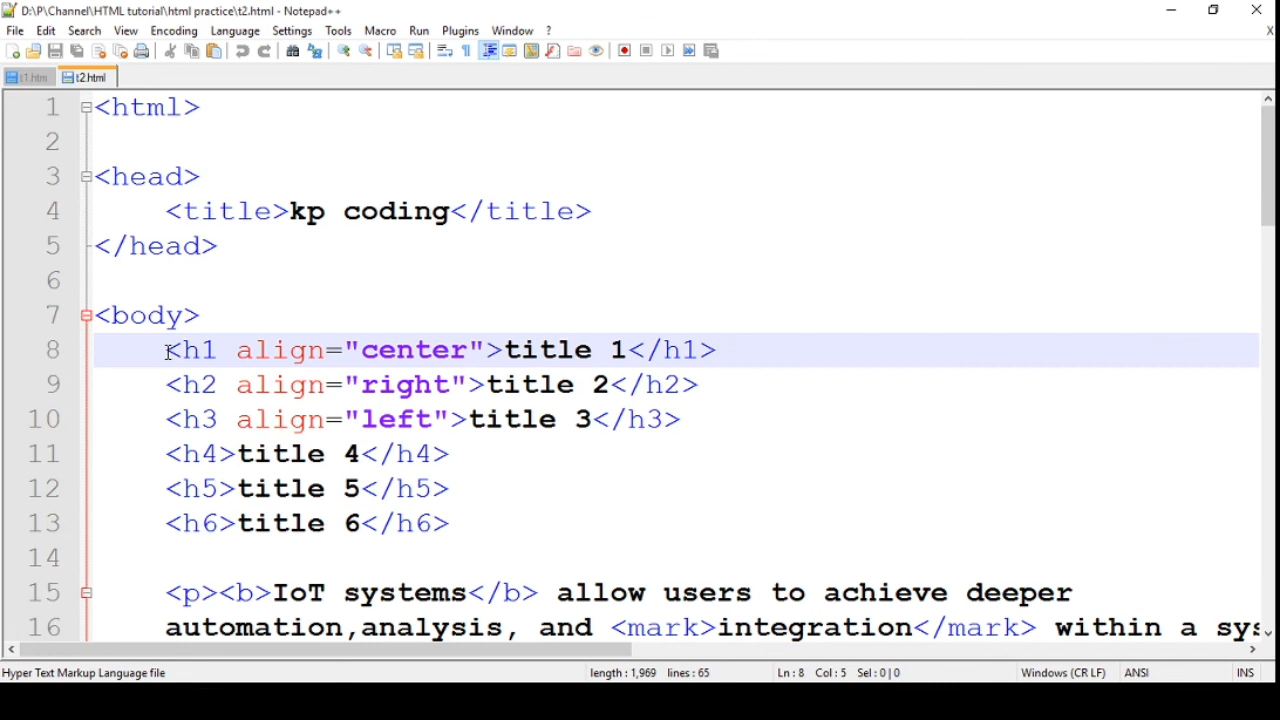 D:\P\Channel\HTML tutorial\html practice\t2.html - Notepad++
File Edit Search View Encoding Language Settings Tools Macro Run Plugins Window ?
X
t1.htm t2.html
1 <html>
2
3 <head>
4 <title>kp coding</title>
5 </head>
6
7 <body>
8 <h1 align="center">title 1</h1>
9 <h2 align="right">title 2</h2>
10 <h3 align="left">title 3</h3>
11 <h4>title 4</h4>
12 <h5>title 5</h5>
13 <h6>title 6</h6>
14
15 <p><b>IoT systems</b> allow users to achieve deeper
16 automation,analysis, and <mark>integration</mark> within a sys
Hyper Text Markup Language file length : 1,969 lines : 65 Ln : 8 Col : 5 Sel : 0 | 0 Windows (CR LF) ANSI INS